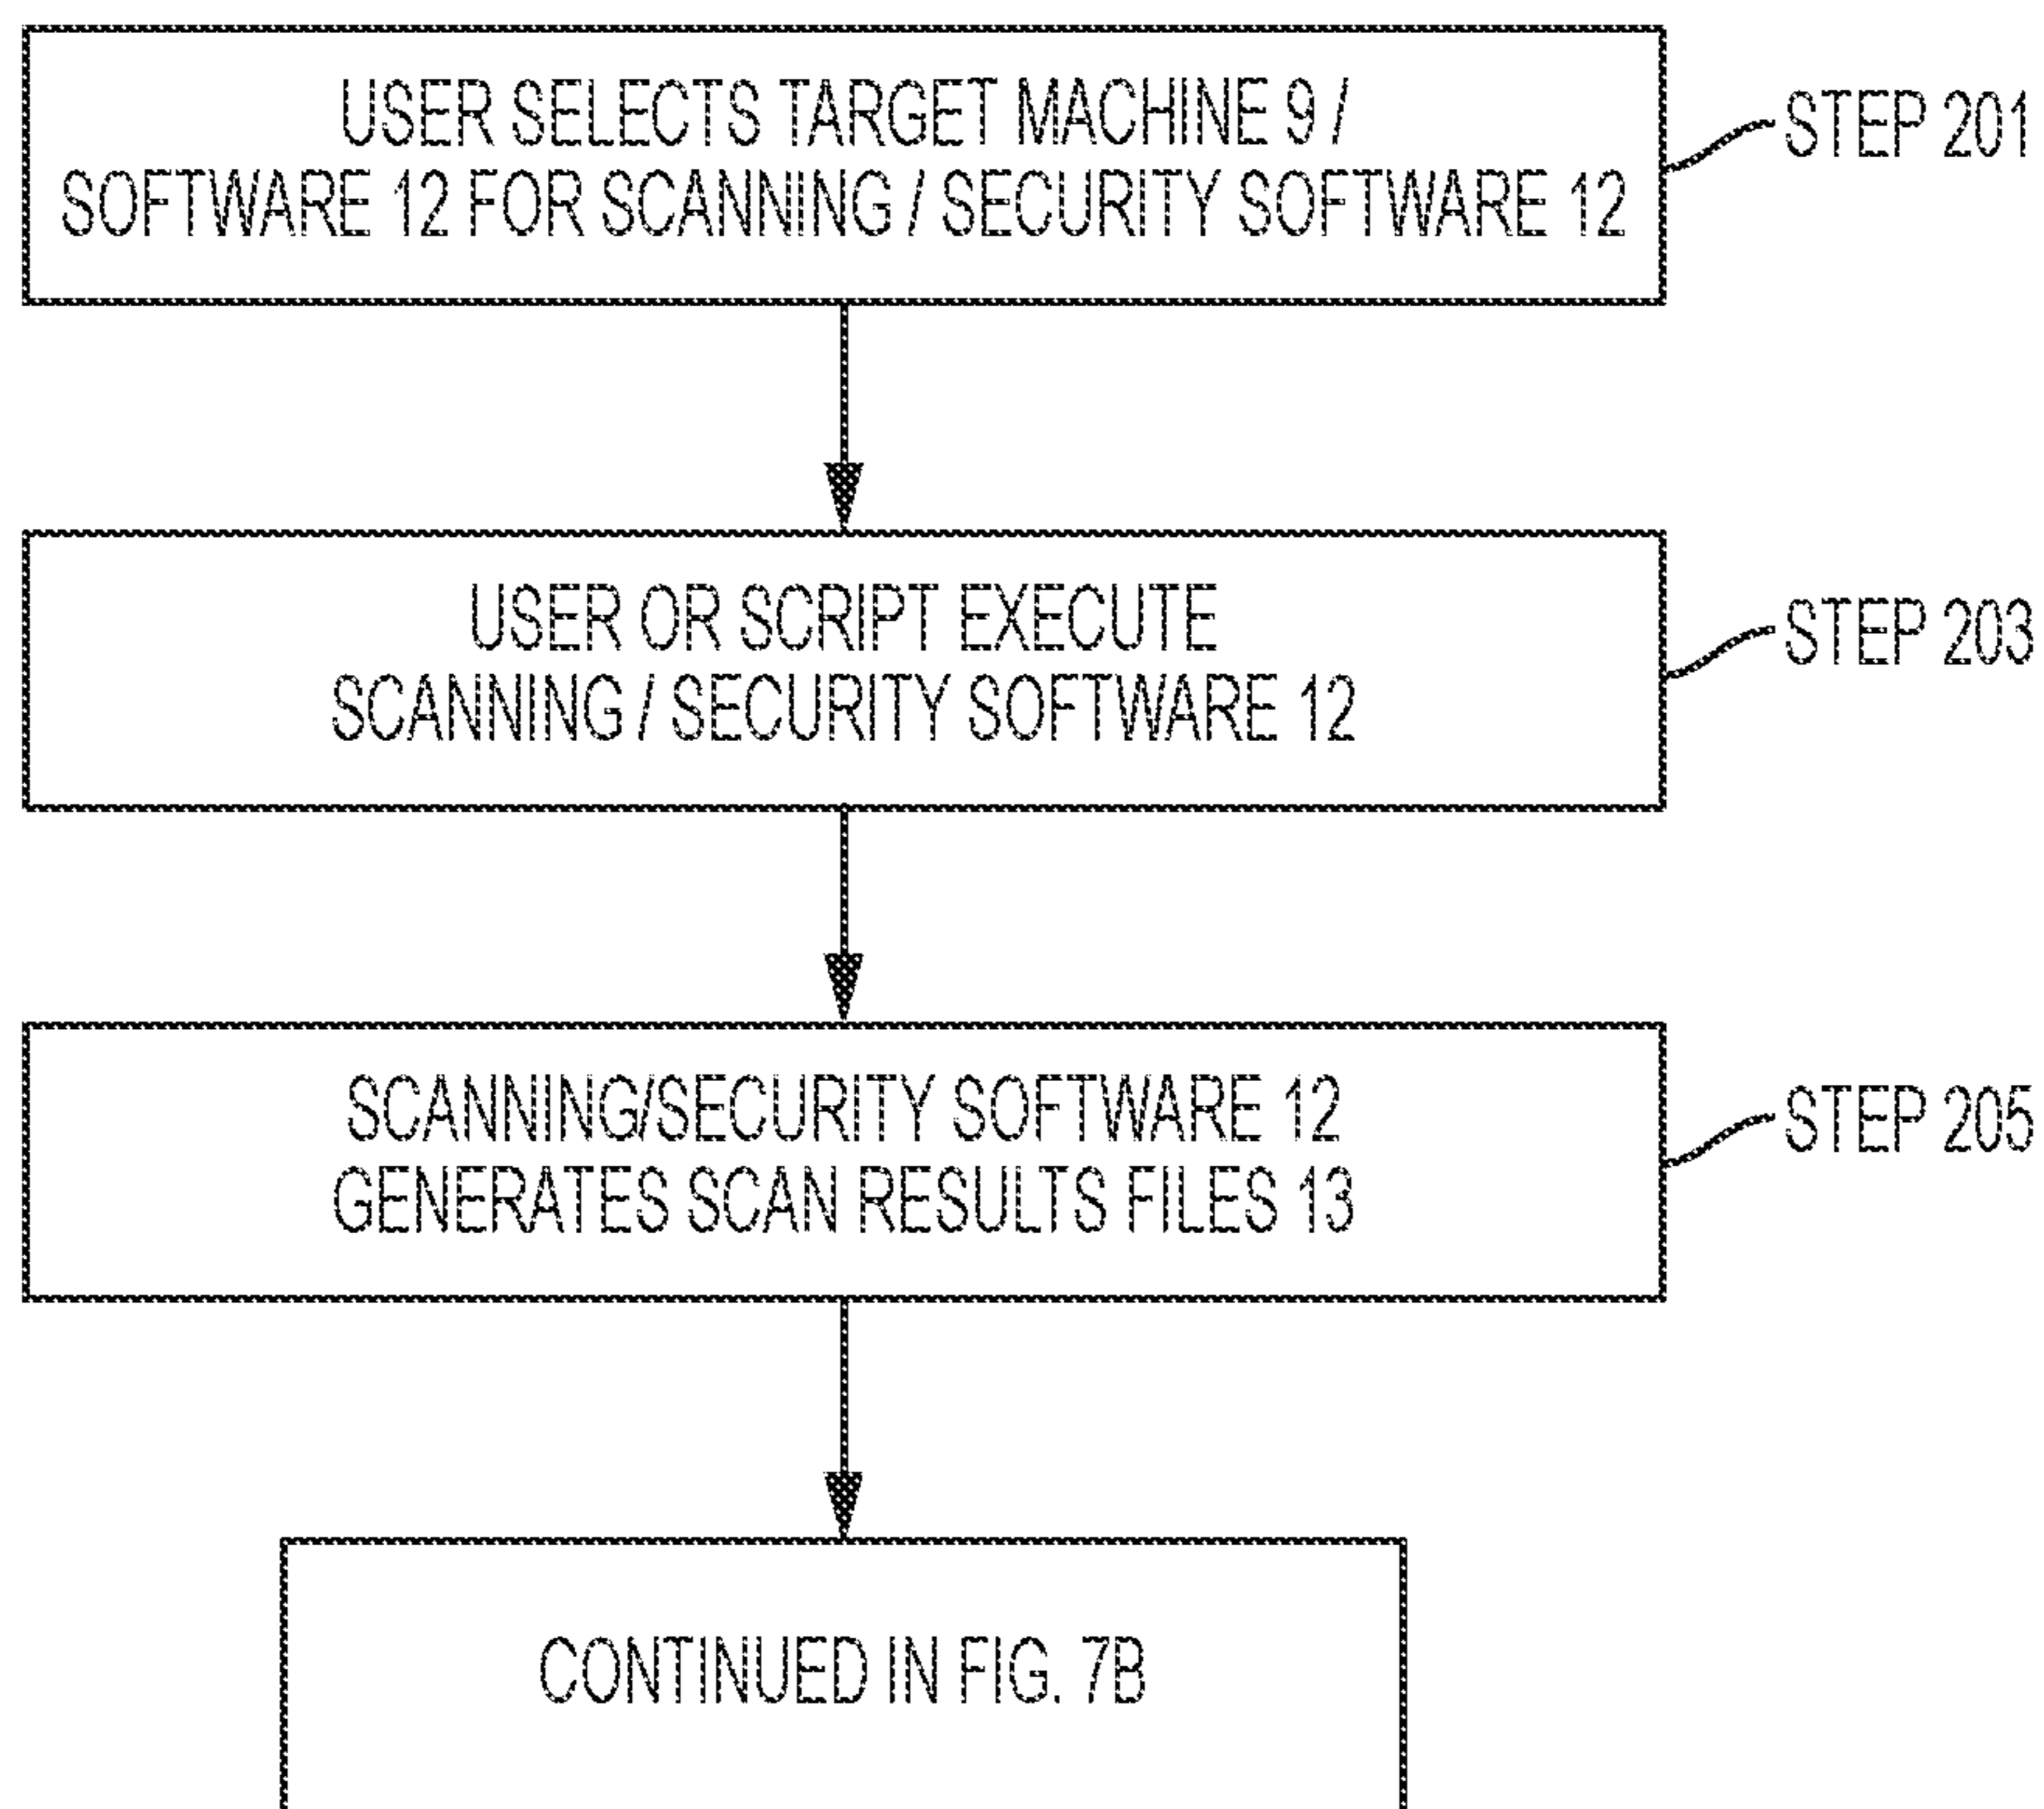 USER SELECTS TARGET MACHINE 9 /
SOFTWARE 12 FOR SCANNING / SECURITY SOFTWARE 12
STEP 201
USER OR SCRIPT EXECUTE
SCANNING / SECURITY SOFTWARE 12
STEP 203
SCANNING/SECURITY SOFTWARE 12
GENERATES SCAN RESULTS FILES 13
STEP 205
CONTINUED IN FIG. 7B